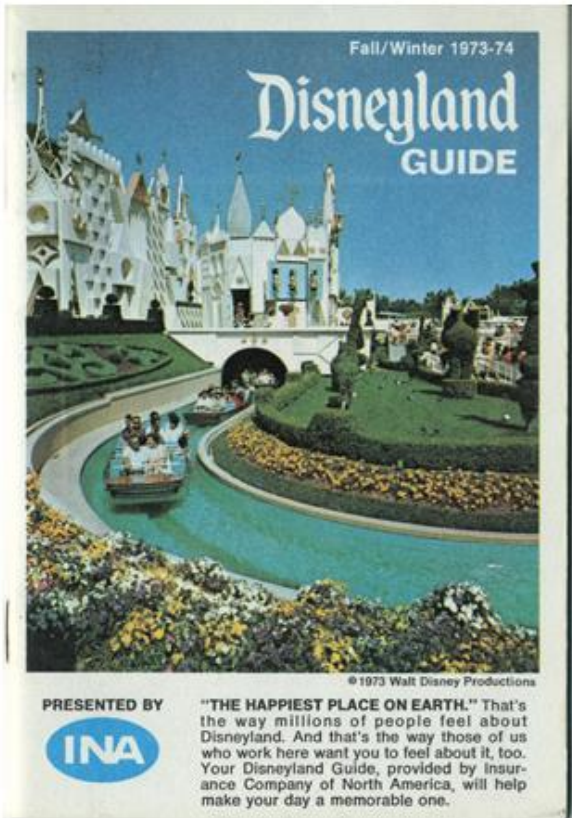 Fall/Winter 1973-74
Disneyland
GUIDE
©1973 Walt Disney Productions
PRESENTED BY
INA
"THE HAPPIEST PLACE ON EARTH." That's
the way millions of people feel about
Disneyland. And that's the way those of us
who work here want you to feel about it, too.
Your Disneyland Guide, provided by Insur-
ance Company of North America, will help
make your day a memorable one.